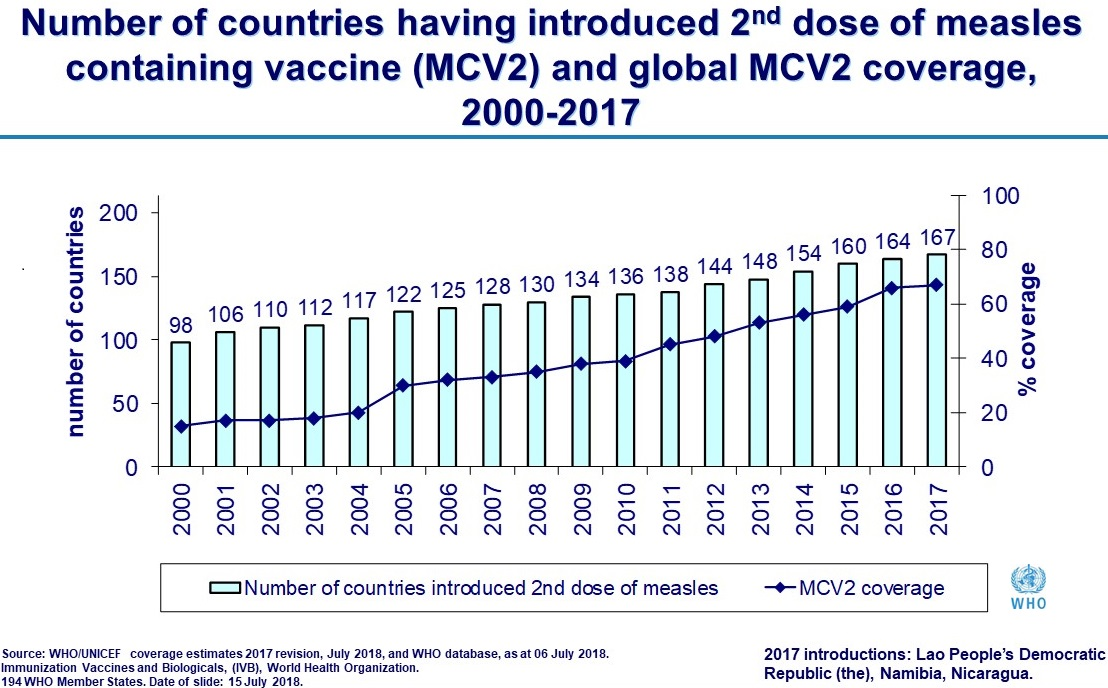 Number of countries having introduced 2nd dose of measles
containing vaccine (MCV2) and global MCV2 coverage,
2000-2017
number of countries
200
150
100
50
0
98 106 110 112 117 122 125 128 130 134 136 138 144 148 154 160 164 167
100
80
60
40
20
0
% coverage
2000 2001 2002 2003 2004 2005 2006 2007 2008 2009 2010 2011 2012 2013 2014 2015 2016 2017
Number of countries introduced 2nd dose of measles MCV2 coverage
WHO
Source: WHO/UNICEF coverage estimates 2017 revision, July 2018, and WHO database, as at 06 July 2018.
Immunization Vaccines and Biologicals, (IVB), World Health Organization.
194 WHO Member States. Date of slide: 15 July 2018.
2017 introductions: Lao People's Democratic
Republic (the), Namibia, Nicaragua.